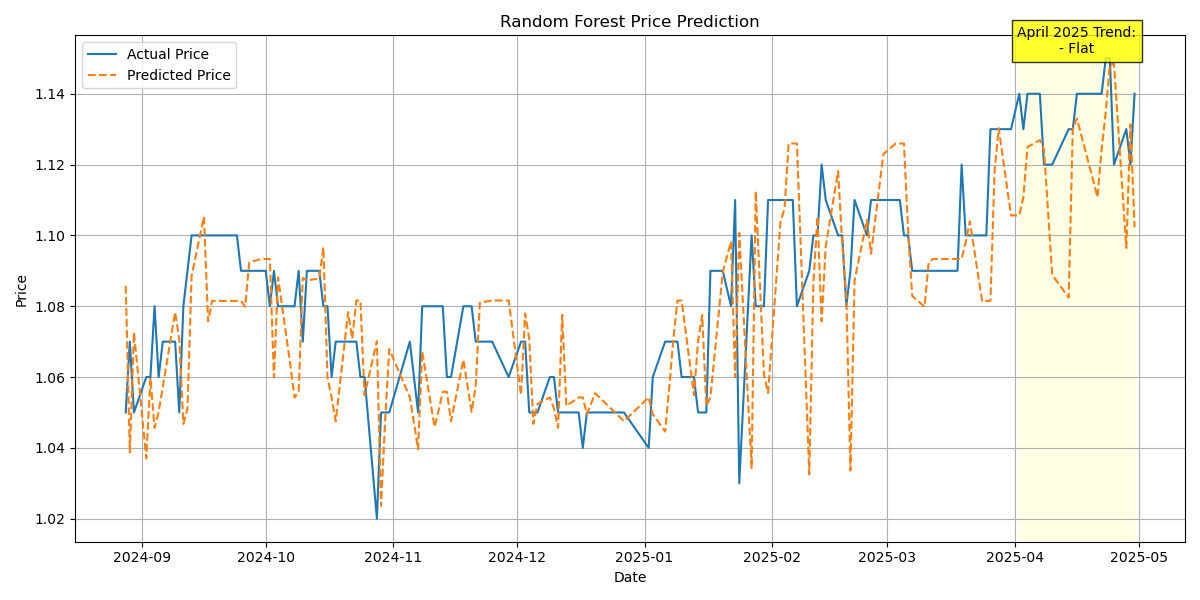 Random Forest Price Prediction
April 2025 Trend:
- Flat
Actual Price
Predicted Price
Price
1.14
1.12
1.10
1.08
1.06
1.04
1.02
2024-09
2024-10
2024-11
2024-12
2025-01
2025-02
2025-03
2025-04
2025-05
Date